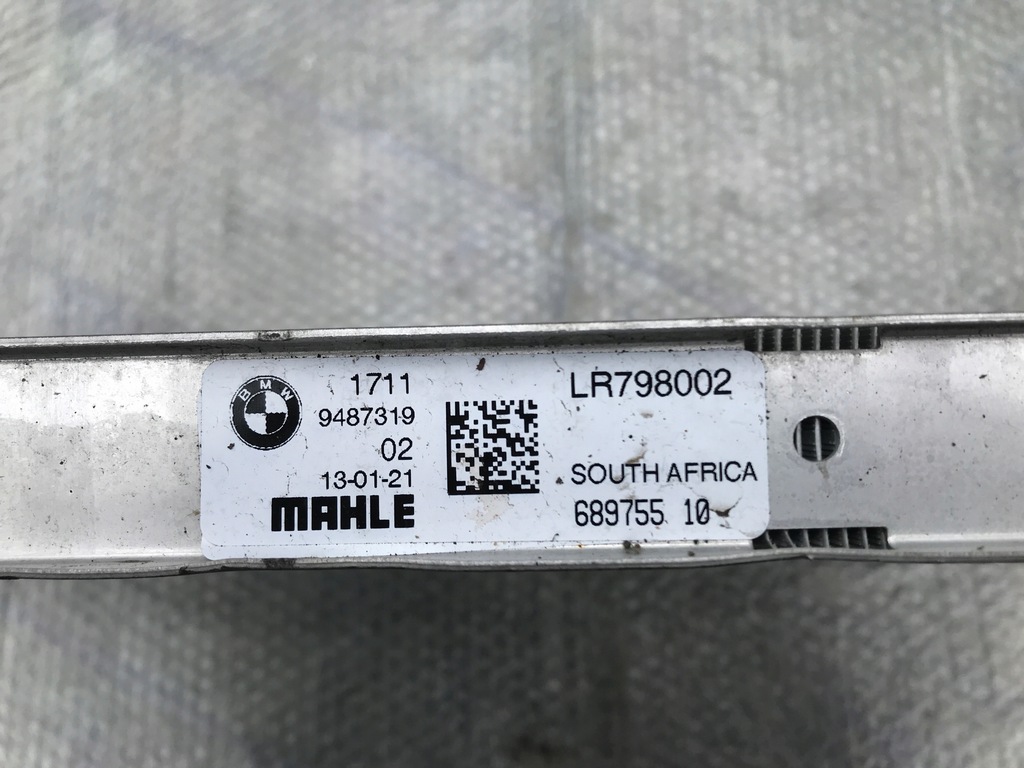 BMW
1711
9487319
02
13-01-21
MAHLE
LR798002
SOUTH AFRICA
689755 10